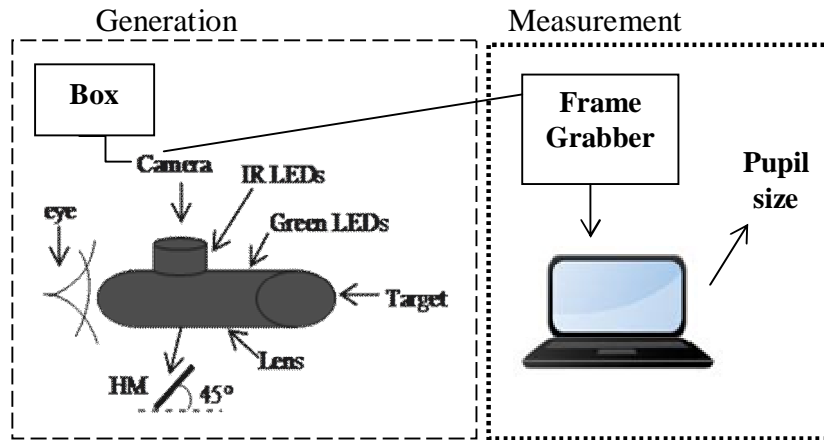 Generation
Measurement
Box
Frame
Grabber
Camera
IR LEDs
Pupil
size
eye
Green LEDs
Target
Lens
HM
45°